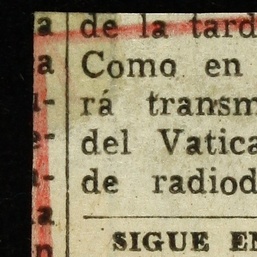 de la tard
Como en
rá transm
del Vatica
de radiod
SIGUE EN